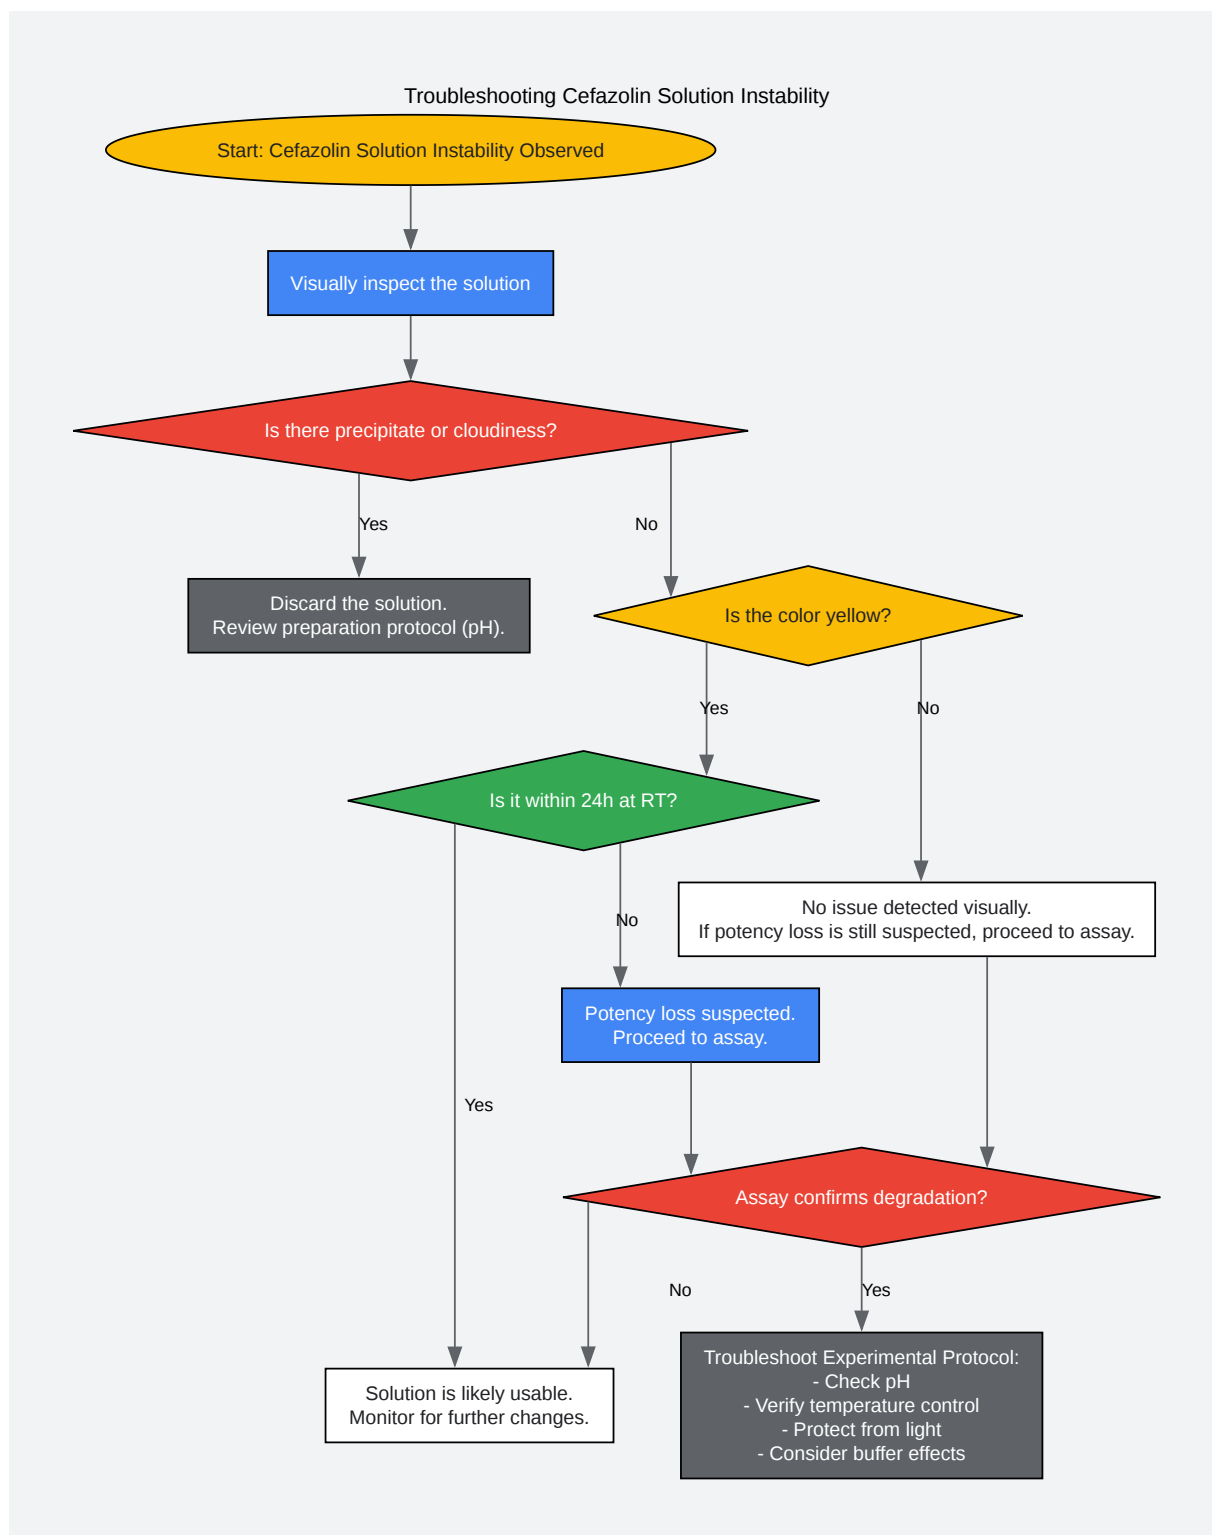 Troubleshooting Cefazolin Solution Instability
Start: Cefazolin Solution Instability Observed
Visually inspect the solution
Is there precipitate or cloudiness?
Yes
No
Discard the solution.
Review preparation protocol (pH).
Is the color yellow?
Yes
No
Is it within 24h at RT?
No issue detected visually.
If potency loss is still suspected, proceed to assay.
No
Potency loss suspected.
Proceed to assay.
Yes
Assay confirms degradation?
No
Yes
Solution is likely usable.
Monitor for further changes.
Troubleshoot Experimental Protocol:
- Check pH
- Verify temperature control
- Protect from light
- Consider buffer effects